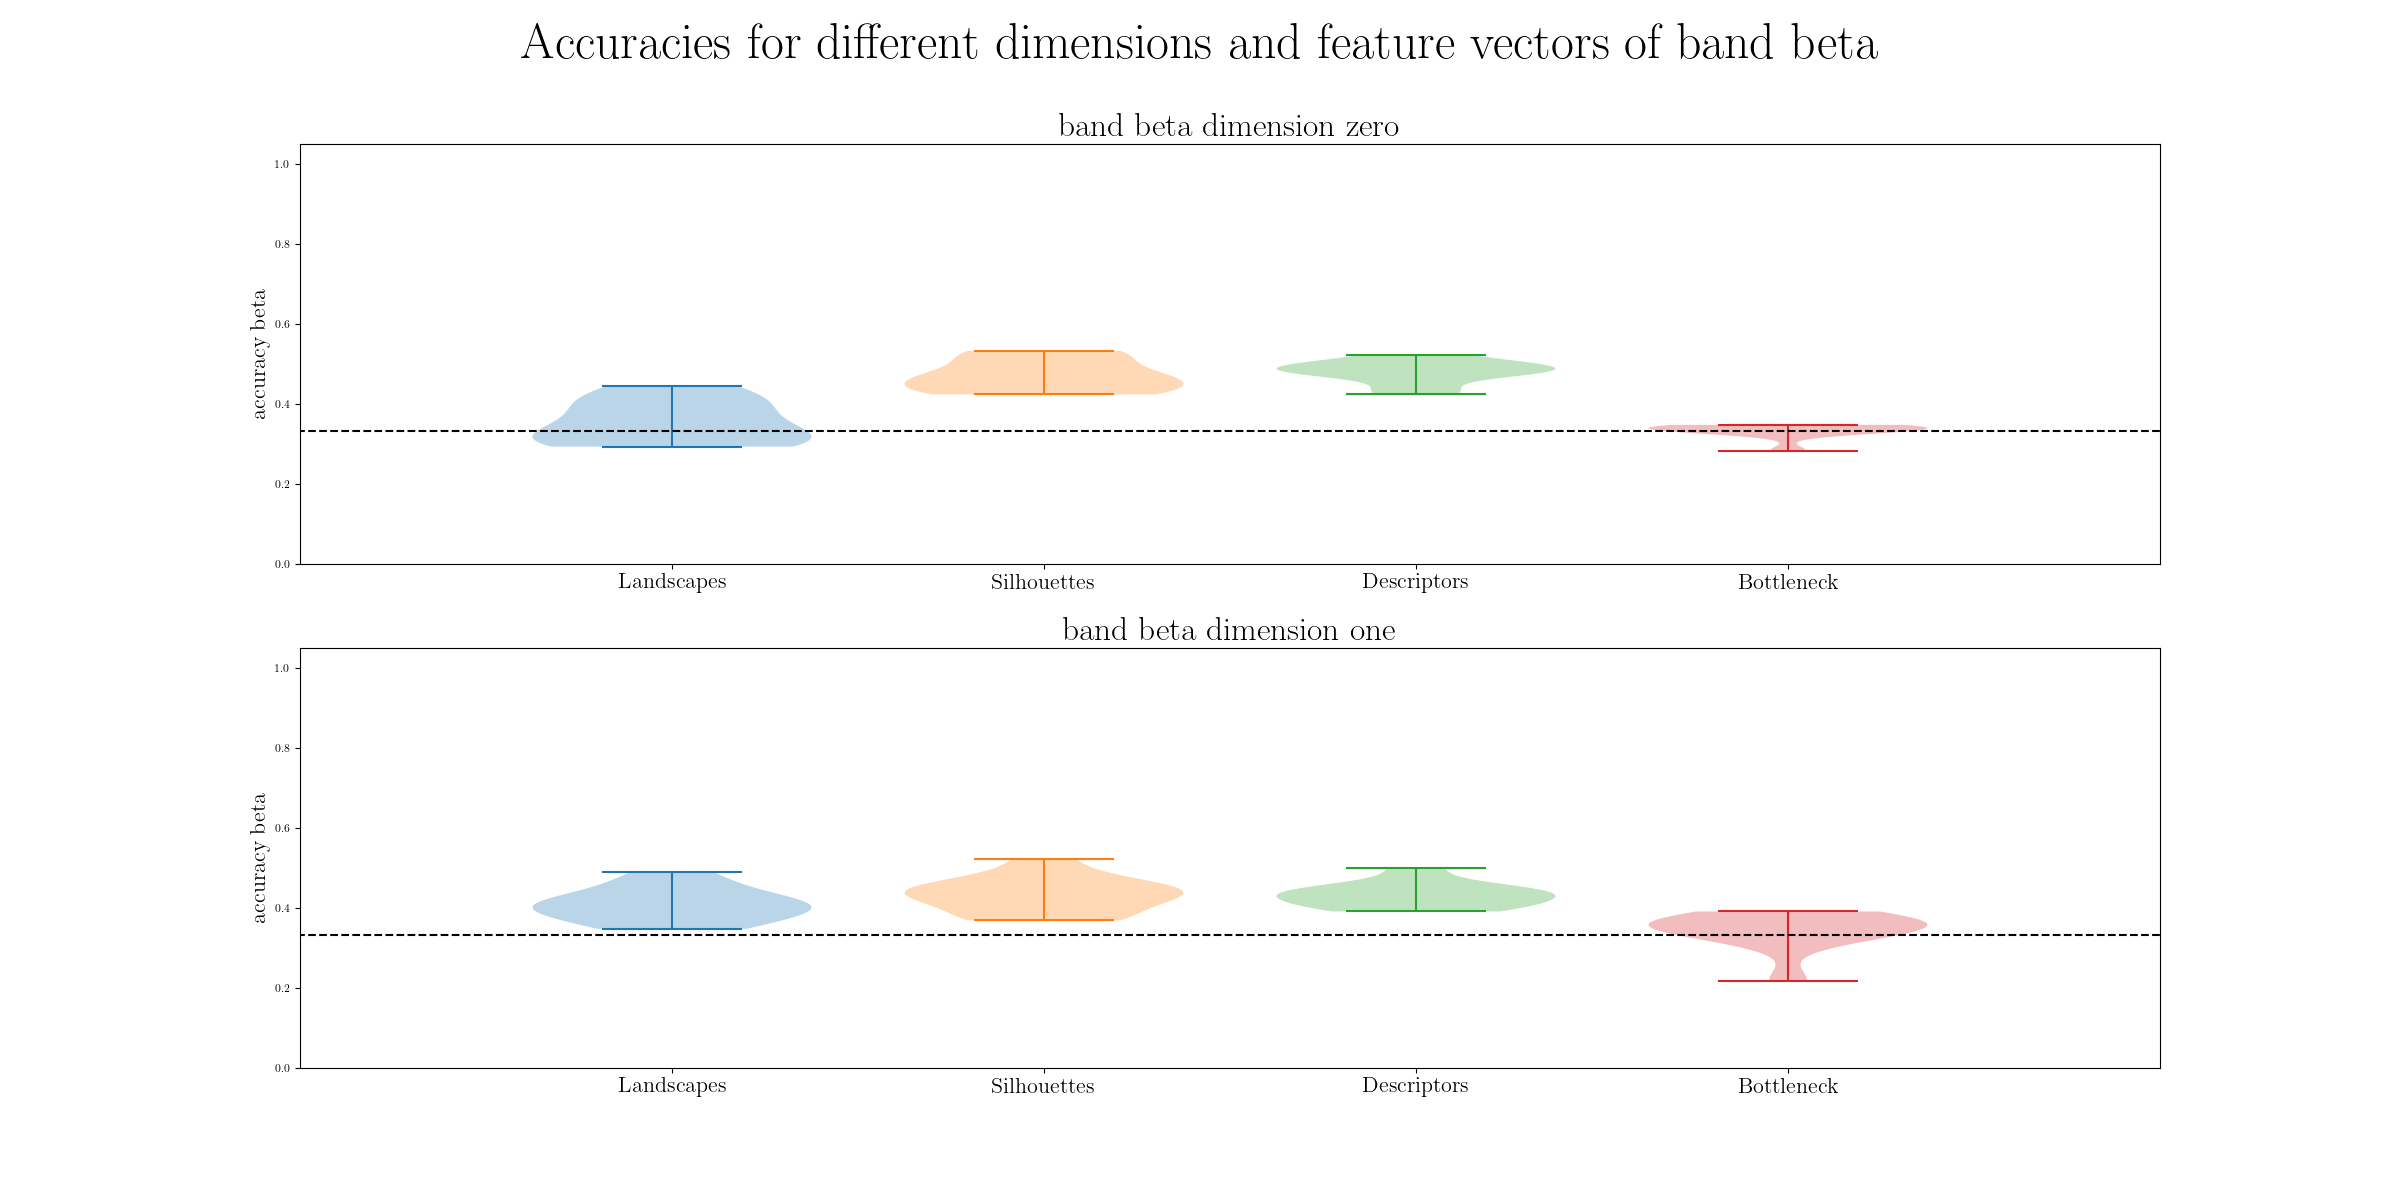 Accuracies for different dimensions and feature vectors of band beta
band beta dimension zero
1.0
0.8
0.6
0.4
0.2
0.0
accuracy beta
Landscapes Silhouettes Descriptors Bottleneck
band beta dimension one
1.0
0.8
0.6
0.4
0.2
0.0
accuracy beta
Landscapes Silhouettes Descriptors Bottleneck